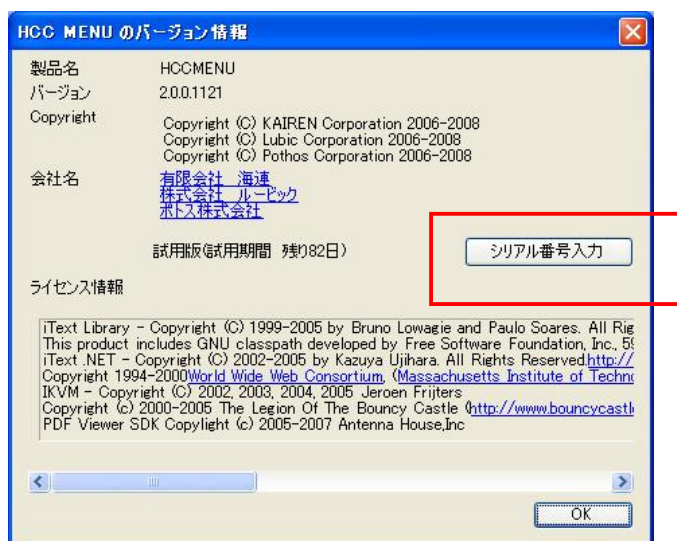 HCC MENU のバージョン情報
製品名 HCCMENU
バージョン 2.0.0.1121
Copyright Copyright (C) KAIREN Corporation 2006-2008
Copyright (C) Lubic Corporation 2006-2008
Copyright (C) Pothos Corporation 2006-2008
会社名 有限会社 海連
株式会社 ルービック
ポトス株式会社
試用版(試用期間 残り82日) シリアル番号入力
ライセンス情報
iText Library - Copyright (C) 1999-2005 by Bruno Lowagie and Paulo Soares. All Rig
This product includes GNU classpath developed by Free Software Foundation, Inc., 5
iText .NET - Copyright (C) 2002-2005 by Kazuya Ujihara. All Rights Reserved.http://
Copyright 1994-2000World Wide Web Consortium, (Massachusetts Institute of Techn
IKVM - Copyright (C) 2002, 2003, 2004, 2005 Jeroen Frijters
Copyright (c) 2000-2005 The Legion Of The Bouncy Castle (http://www.bouncycastl
PDF Viewer SDK Copylight (c) 2005-2007 Antenna House,Inc
OK